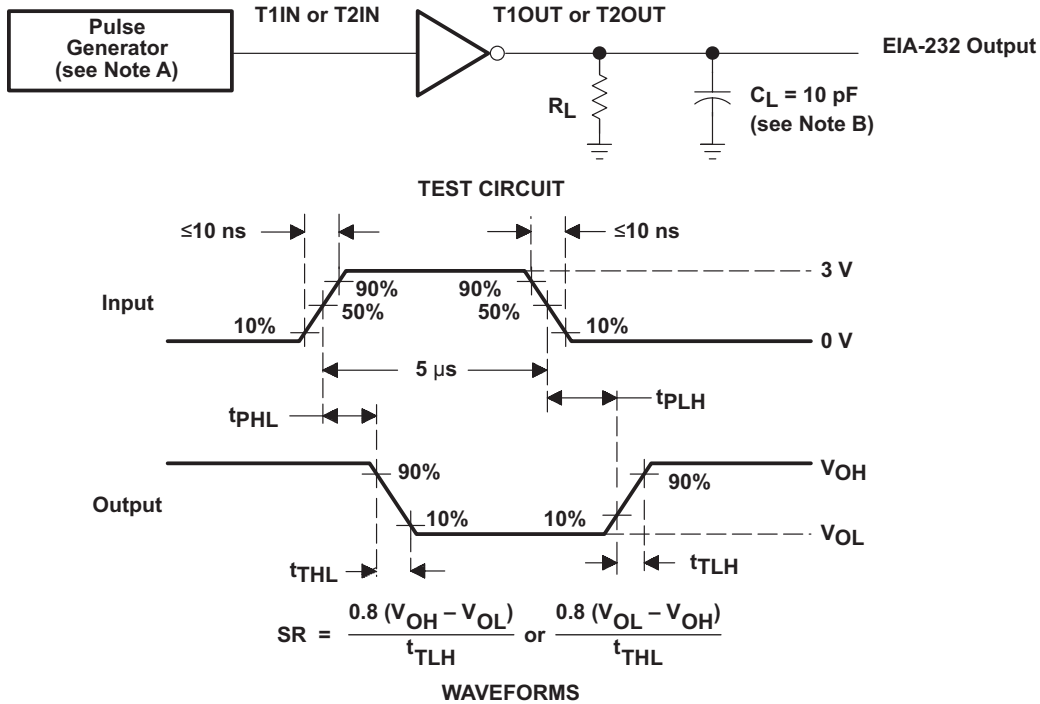 T1IN or T2IN
T1OUT or T2OUT
Pulse
Generator
(see Note A)
EIA-232 Output
RL
CL = 10 pF
(see Note B)
TEST CIRCUIT
≤10 ns
≤10 ns
3 V
90%
90%
Input
50%
50%
10%
10%
0 V
5 μs
tPHL
tPLH
VOH
90%
90%
Output
10%
10%
VOL
tTHL
tTLH
SR = 0.8 (VOH – VOL) / tTLH or 0.8 (VOL – VOH) / tTHL
WAVEFORMS